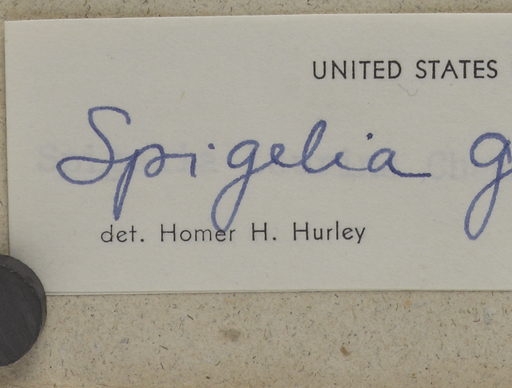 UNITED STATES
Spigelia g
det. Homer H. Hurley